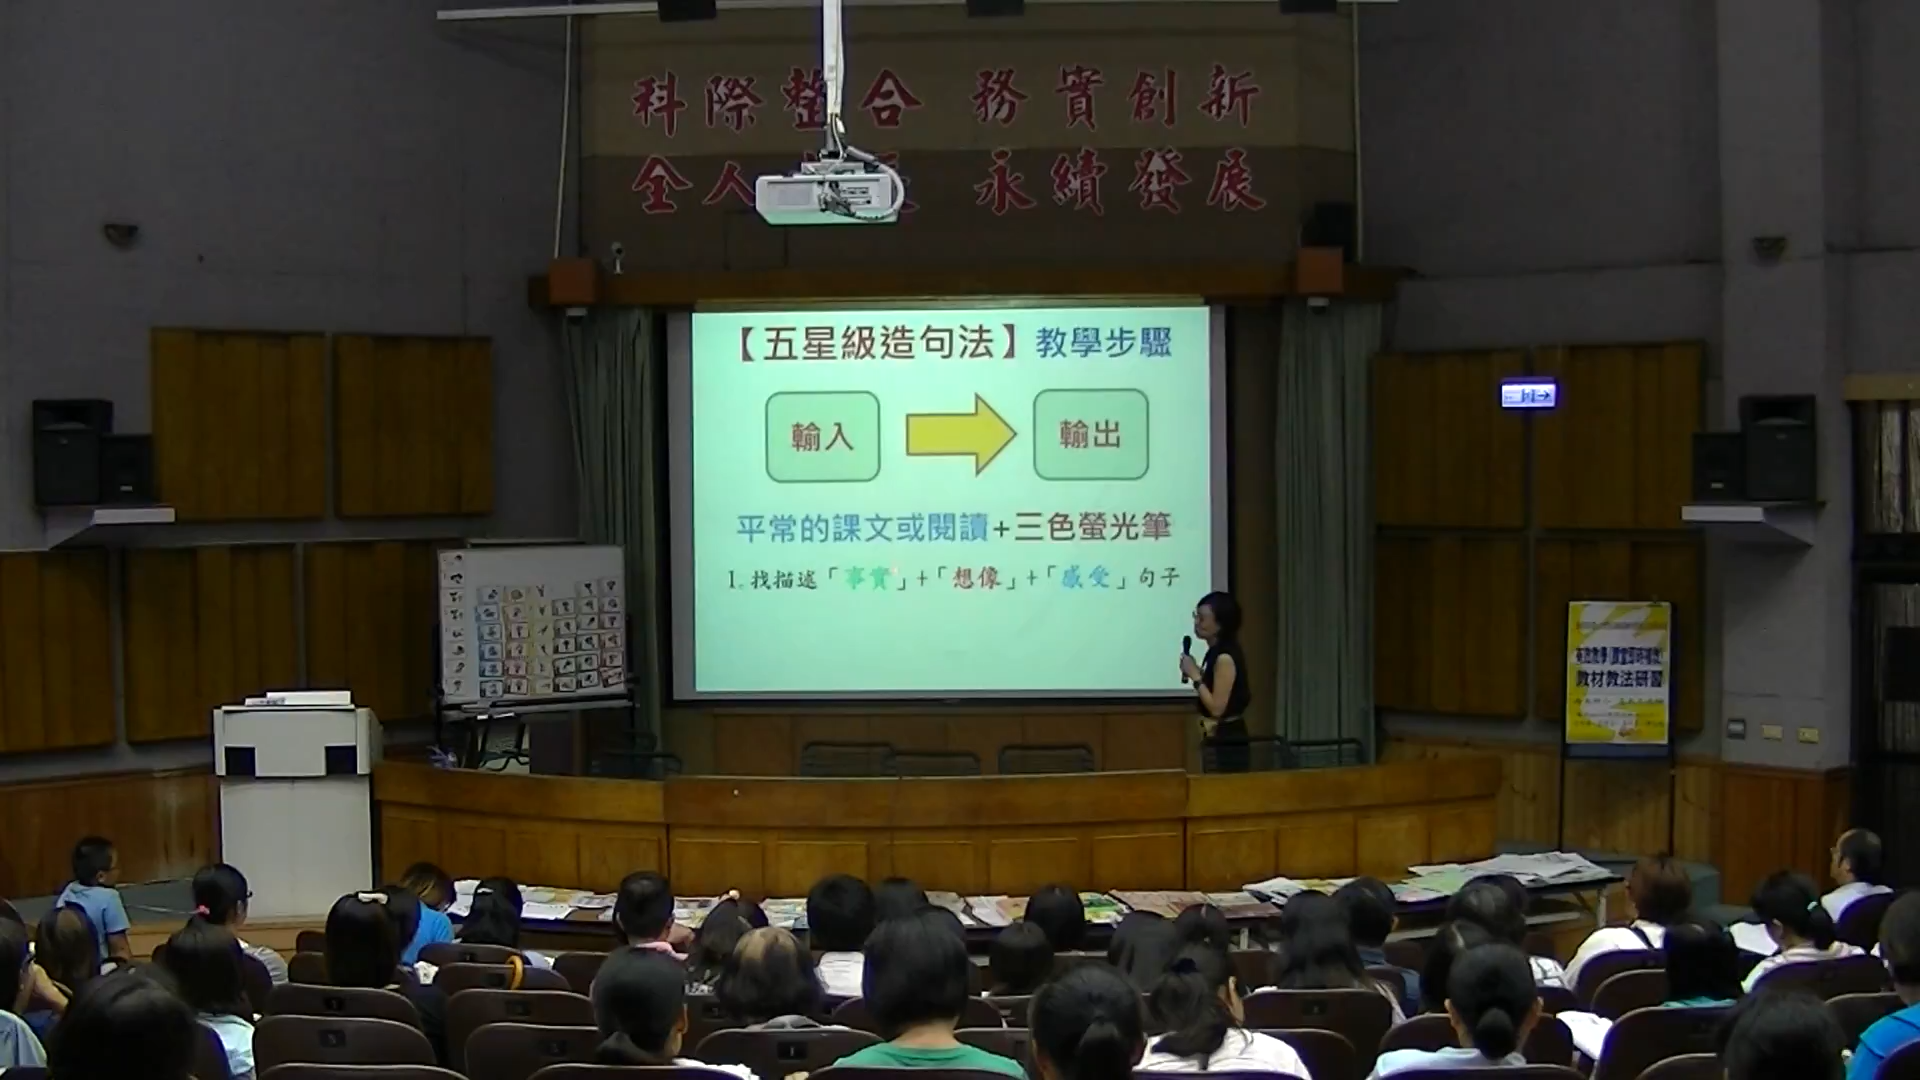 科際整合 務實創新
全人 永續發展
【五星級造句法】教學步驟
輸入
輸出
平常的課文或閱讀+三色螢光筆
1.找描述「事實」+「想像」+「感受」句子
教材教法研習